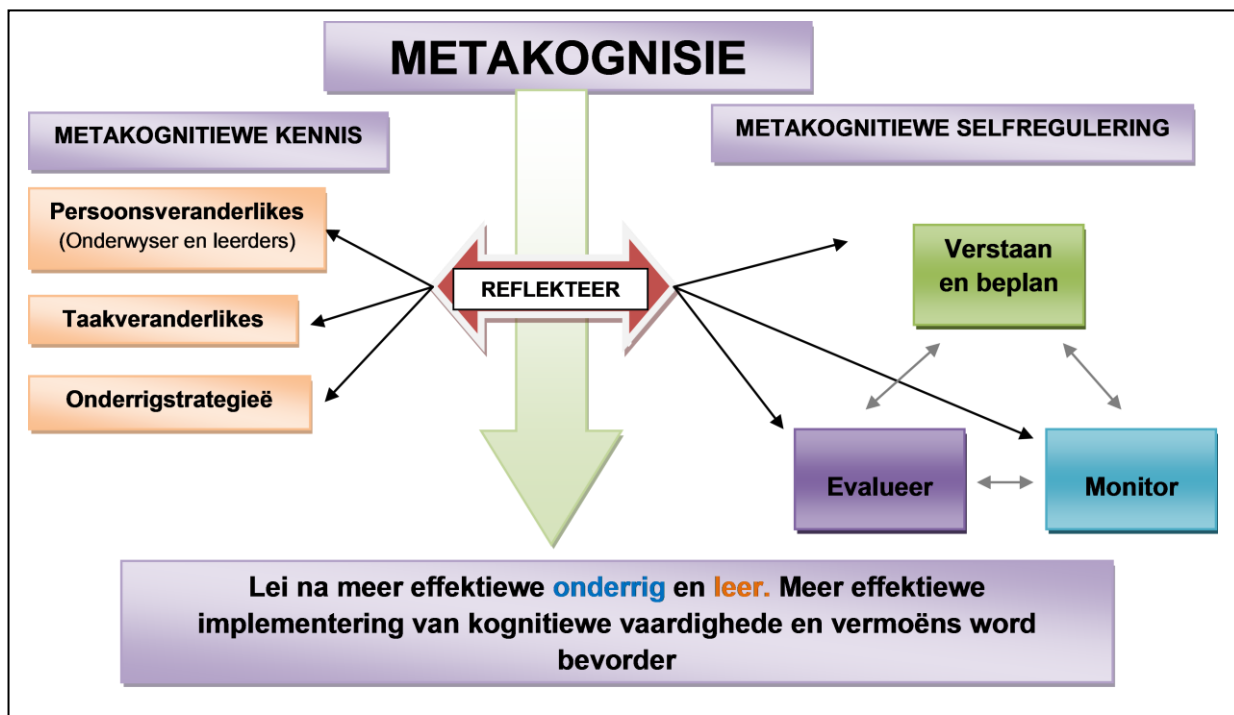 METAKOGNISIE
METAKOGNITIEWE KENNIS
Persoonsveranderlikes
(Onderwyser en leerders)
Taakveranderlikes
Onderrigstrategieë
REFLEKTEER
METAKOGNITIEWE SELFREGULERING
Verstaan
en beplan
Evalueer
Monitor
Lei na meer effektiewe onderrig en leer. Meer effektiewe
implementering van kognitiewe vaardighede en vermoëns word
bevorder